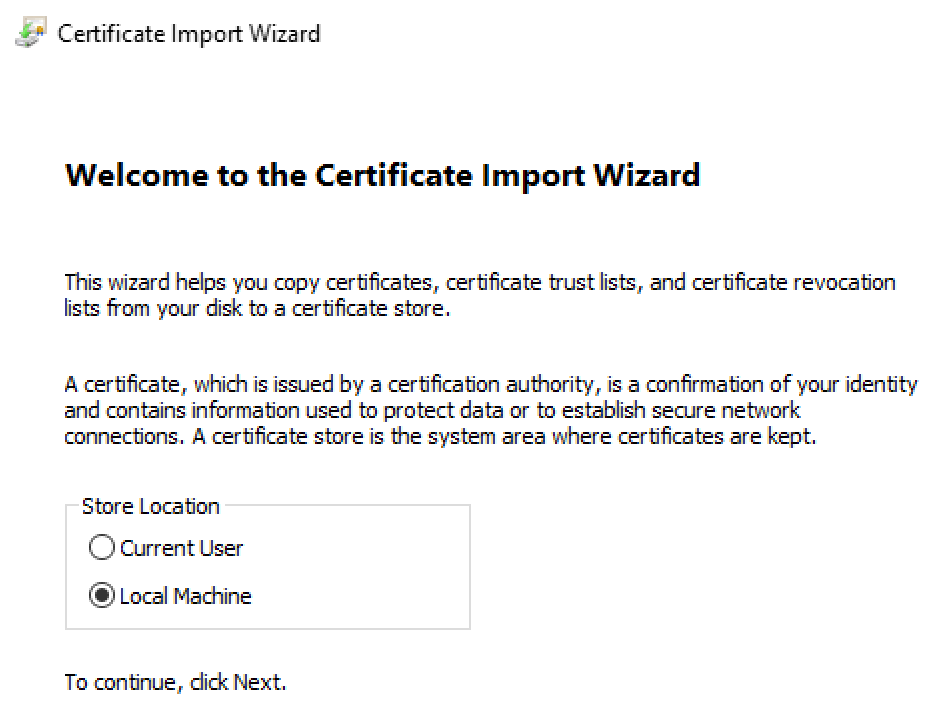 Certificate Import Wizard
Welcome to the Certificate Import Wizard
This wizard helps you copy certificates, certificate trust lists, and certificate revocation
lists from your disk to a certificate store.
A certificate, which is issued by a certification authority, is a confirmation of your identity
and contains information used to protect data or to establish secure network
connections. A certificate store is the system area where certificates are kept.
Store Location
Current User
Local Machine
To continue, click Next.